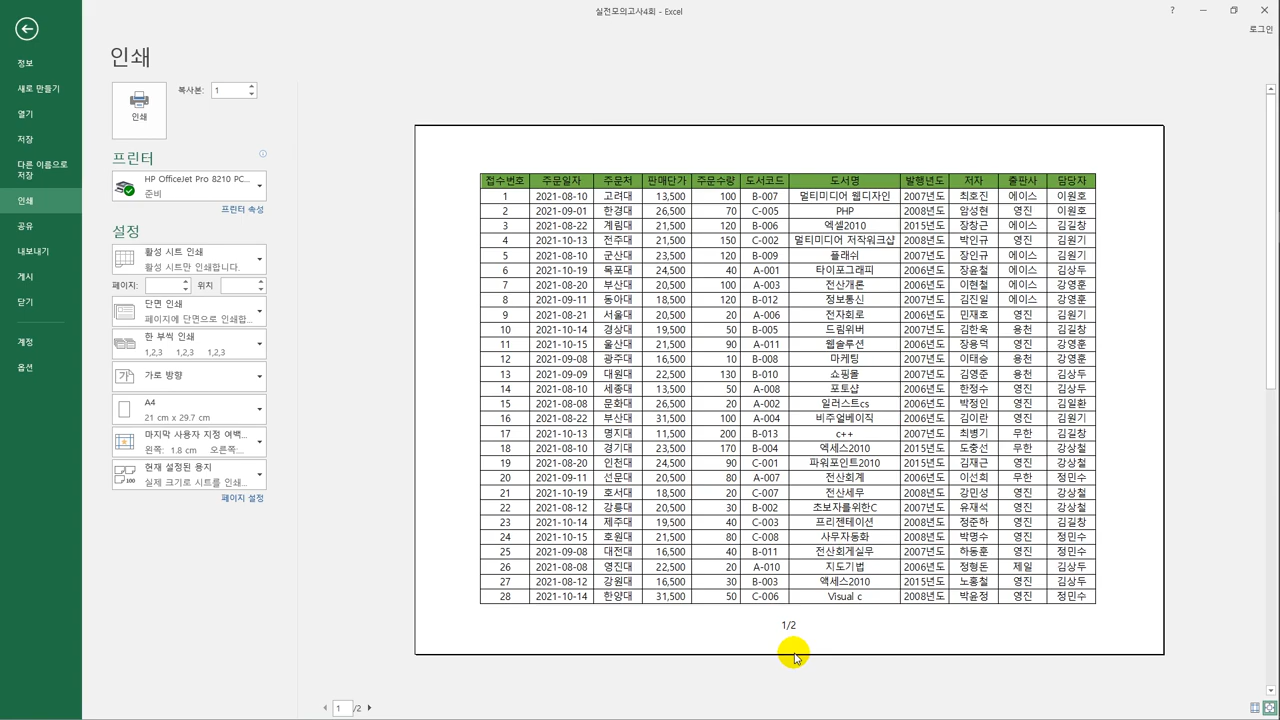 실전모의고사4회 - Excel
?
로그인
정보
새로 만들기
열기
저장
다른 이름으로
저장
인쇄
공유
내보내기
게시
닫기
계정
옵션
인쇄
인쇄
복사본: 1
프린터
HP OfficeJet Pro 8210 PC...
준비
프린터 속성
설정
활성 시트 인쇄
활성 시트만 인쇄합니다.
페이지: 위치
단면 인쇄
페이지에 단면으로 인쇄합...
한 부씩 인쇄
1,2,3 1,2,3 1,2,3
가로 방향
A4
21 cm x 29.7 cm
마지막 사용자 지정 여백...
왼쪽: 1.8 cm 오른쪽:...
현재 설정된 용지
실제 크기로 시트를 인쇄...
100
페이지 설정
접수번호 주문일자 주문처 판매단가 주문수량 도서코드 도서명 발행년도 저자 출판사 담당자
1 2021-08-10 고려대 13,500 100 B-007 멀티미디어 웹디자인 2007년도 최호진 에이스 이원호
2 2021-09-01 한경대 26,500 70 C-005 PHP 2008년도 암성현 영진 이원호
3 2021-08-22 계림대 21,500 120 B-006 엑셀2010 2015년도 장창근 에이스 김길창
4 2021-10-13 전주대 21,500 150 C-002 멀티미디어 저작워크샵 2008년도 박인규 영진 김원기
5 2021-08-10 군산대 23,500 120 B-009 플래쉬 2007년도 장인규 에이스 김원기
6 2021-10-19 목포대 24,500 40 A-001 타이포그래피 2006년도 장윤철 에이스 김상두
7 2021-08-20 부산대 20,500 100 A-003 전산개론 2006년도 이현철 에이스 강영훈
8 2021-09-11 동아대 18,500 120 B-012 정보통신 2007년도 김진일 에이스 강영훈
9 2021-08-21 서울대 20,500 20 A-006 전자회로 2006년도 민재호 영진 김원기
10 2021-10-14 경상대 19,500 50 B-005 드림위버 2007년도 김한욱 용천 김길창
11 2021-10-15 울산대 21,500 90 A-011 웹솔루션 2006년도 장용덕 영진 강영훈
12 2021-09-08 광주대 16,500 10 B-008 마케팅 2007년도 이태승 용천 강영훈
13 2021-09-09 대원대 22,500 130 B-010 쇼핑몰 2007년도 김영준 용천 김상두
14 2021-08-10 세종대 13,500 50 A-008 포토샵 2006년도 한정수 영진 김상두
15 2021-08-08 문화대 26,500 20 A-002 일러스트cs 2006년도 박정인 영진 김일환
16 2021-08-22 부산대 31,500 100 A-004 비주얼베이직 2006년도 김이란 영진 김원기
17 2021-10-13 명지대 11,500 200 B-013 c++ 2007년도 최병기 무한 김길창
18 2021-08-10 경기대 23,500 170 B-004 액세스2010 2015년도 도충선 무한 강상철
19 2021-08-20 인천대 24,500 90 C-001 파워포인트2010 2015년도 김재근 영진 강상철
20 2021-09-11 선문대 20,500 80 A-007 전산회계 2006년도 이선희 무한 정민수
21 2021-10-19 호서대 18,500 20 C-007 전산세무 2008년도 강민성 영진 강상철
22 2021-08-12 강릉대 20,500 30 B-002 초보자를위한C 2007년도 유재석 영진 강상철
23 2021-10-14 제주대 19,500 40 C-003 프리젠테이션 2008년도 정준하 영진 김길창
24 2021-10-15 호원대 21,500 80 C-008 사무자동화 2008년도 박명수 영진 정민수
25 2021-09-08 대전대 16,500 40 B-011 전산회게실무 2007년도 하동훈 영진 정민수
26 2021-08-08 영진대 22,500 20 A-010 지도기법 2006년도 정형돈 제일 김상두
27 2021-08-12 강원대 16,500 30 B-003 액세스2010 2015년도 노홍철 영진 김상두
28 2021-10-14 한양대 31,500 50 C-006 Visual c 2008년도 박윤정 영진 정민수
1/2
1 /2